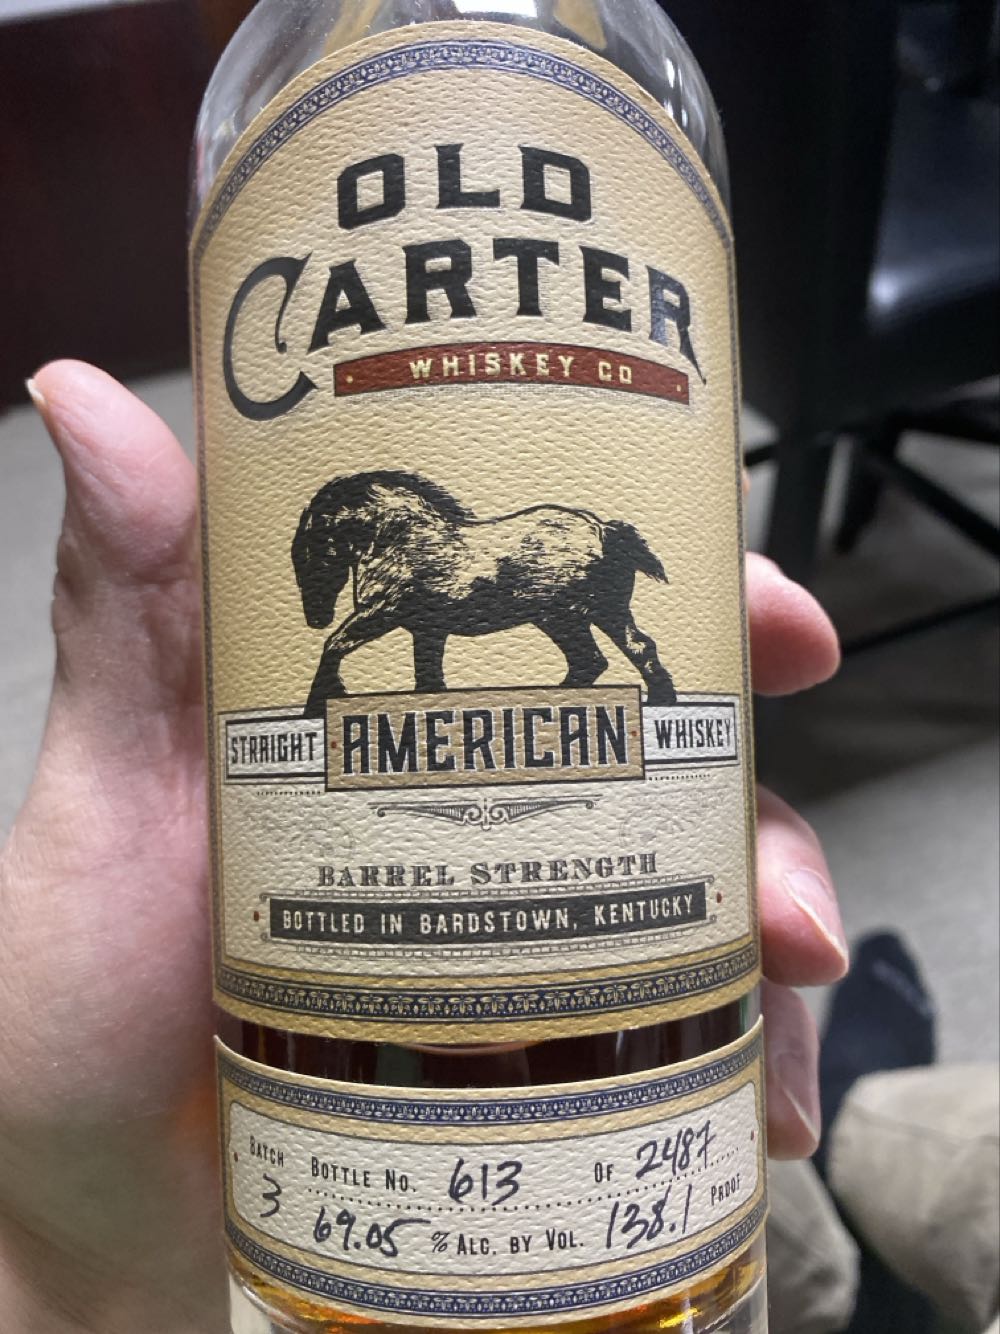 OLD
CARTER
WHISKEY CO
STRAIGHT AMERICAN WHISKEY
BARREL STRENGTH
BOTTLED IN BARDSTOWN, KENTUCKY
BATCH 3 BOTTLE NO. 613 OF 2487
69.05 % ALC. BY VOL. 138.1 PROOF